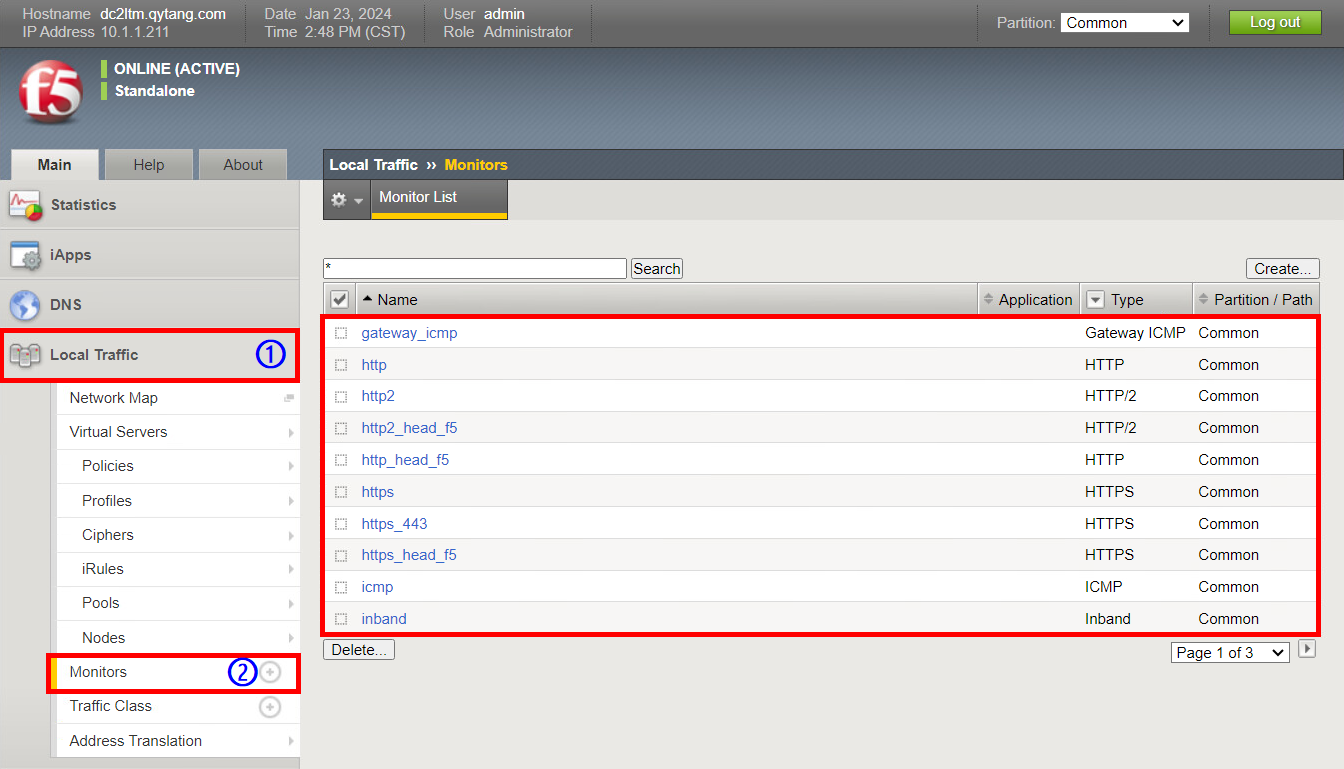 Hostname dc2ltm.qytang.com Date Jan 23, 2024 User admin
IP Address 10.1.1.211 Time 2:48 PM (CST) Role Administrator
Partition: Common Log out
f5
ONLINE (ACTIVE)
Standalone
Main Help About
Local Traffic ›› Monitors
Monitor List
Statistics
iApps
DNS
Local Traffic ①
Network Map
Virtual Servers
Policies
Profiles
Ciphers
iRules
Pools
Nodes
Monitors ②
Traffic Class
Address Translation
* Search Create...
Name Application Type Partition / Path
gateway_icmp Gateway ICMP Common
http HTTP Common
http2 HTTP/2 Common
http2_head_f5 HTTP/2 Common
http_head_f5 HTTP Common
https HTTPS Common
https_443 HTTPS Common
https_head_f5 HTTPS Common
icmp ICMP Common
inband Inband Common
Delete... Page 1 of 3